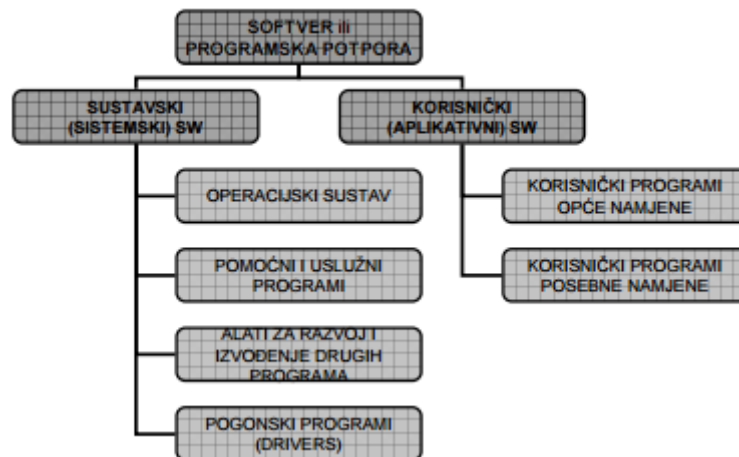 SOFTVER ili
PROGRAMSKA POTPORA
SUSTAVSKI
(SISTEMSKI) SW
KORISNIČKI
(APLIKATIVNI) SW
OPERACIJSKI SUSTAV
POMOĆNI I USLUŽNI
PROGRAMI
ALATI ZA RAZVOJ I
IZVOĐENJE DRUGIH
PROGRAMA
POGONSKI PROGRAMI
(DRIVERS)
KORISNIČKI PROGRAMI
OPĆE NAMJENE
KORISNIČKI PROGRAMI
POSEBNE NAMJENE